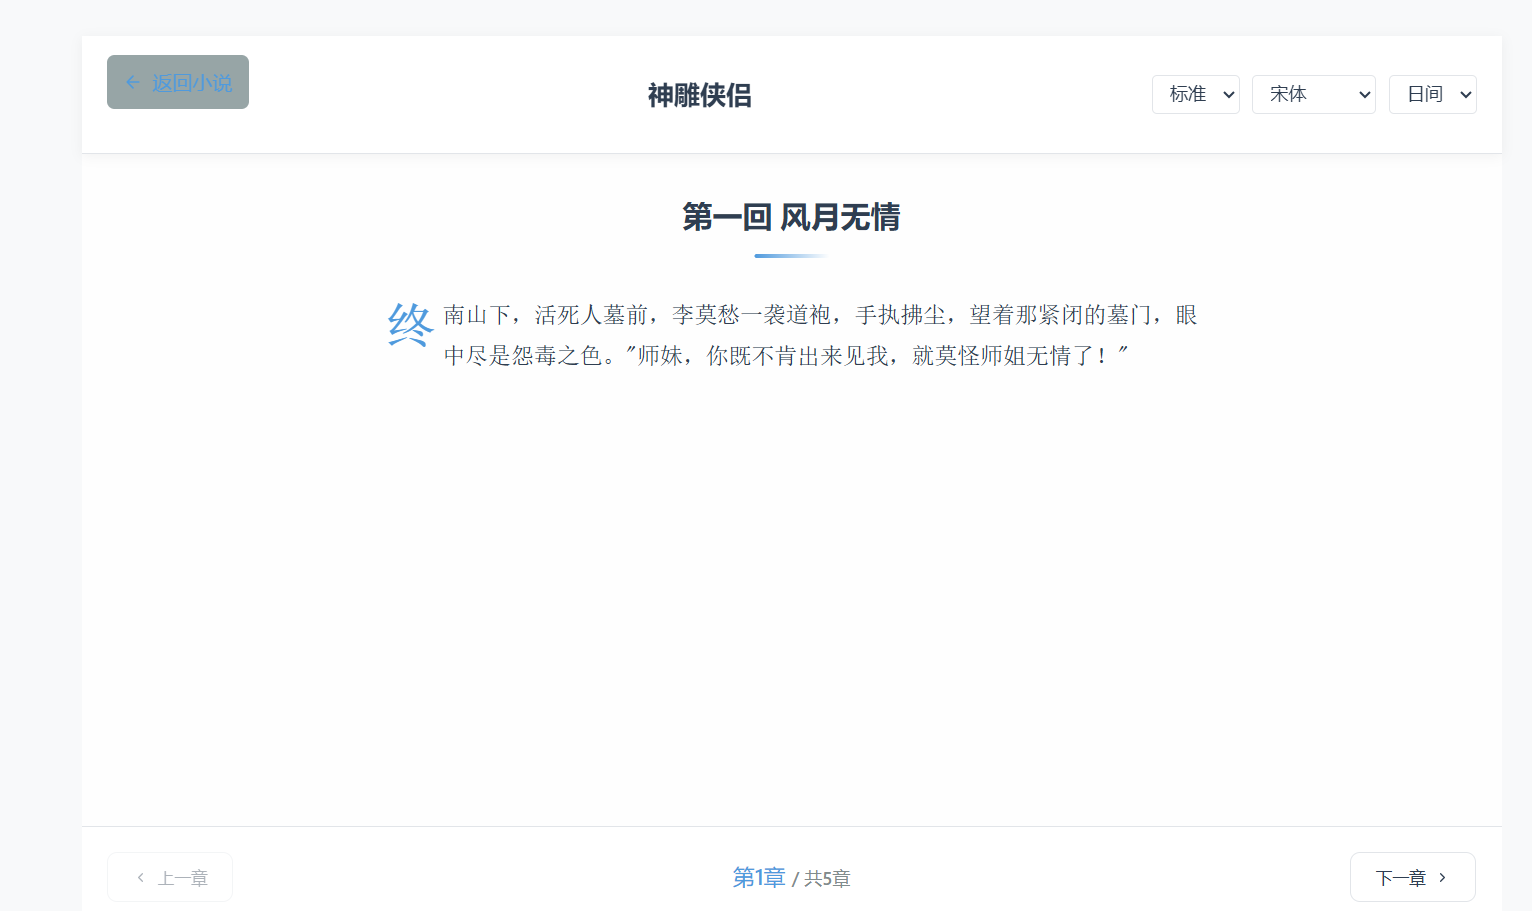 ← 返回小说
神雕侠侣
标准
宋体
日间
第一回 风月无情
终南山下，活死人墓前，李莫愁一袭道袍，手执拂尘，望着那紧闭的墓门，眼
中尽是怨毒之色。"师妹，你既不肯出来见我，就莫怪师姐无情了！"
‹ 上一章
第1章 / 共5章
下一章 ›